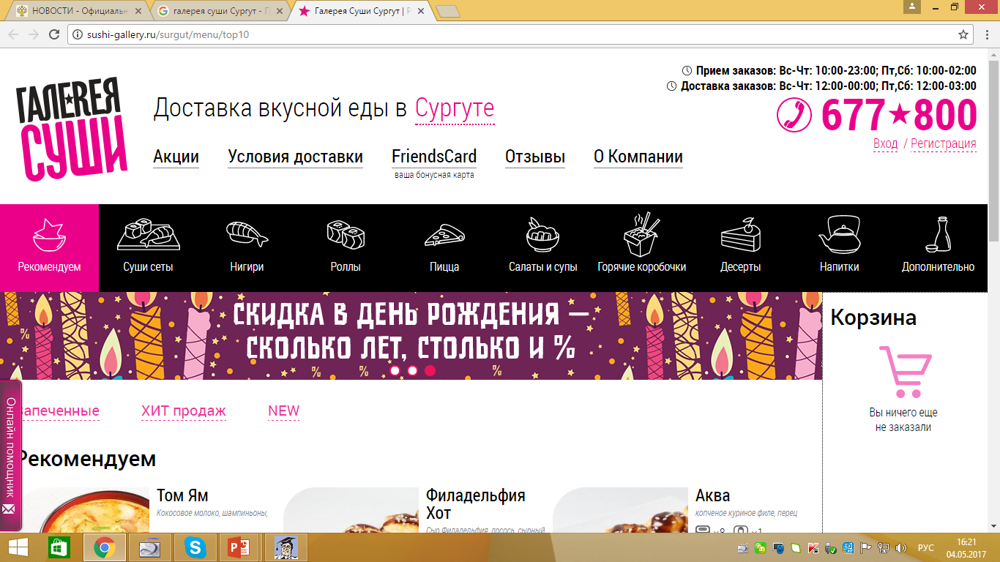 НОВОСТИ - Официальн
галерея суши Сургут - П
Галерея Суши Сургут | Р
sushi-gallery.ru/surgut/menu/top10
ГАЛЕРЕЯ
СУШИ
Доставка вкусной еды в Сургуте
Прием заказов: Вс-Чт: 10:00-23:00; Пт,Сб: 10:00-02:00
Доставка заказов: Вс-Чт: 12:00-00:00; Пт,Сб: 12:00-03:00
677★800
Вход / Регистрация
Акции
Условия доставки
FriendsCard
ваша бонусная карта
Отзывы
О Компании
Рекомендуем
Суши сеты
Нигири
Роллы
Пицца
Салаты и супы
Горячие коробочки
Десерты
Напитки
Дополнительно
СКИДКА В ДЕНЬ РОЖДЕНИЯ —
СКОЛЬКО ЛЕТ, СТОЛЬКО И %
Корзина
Вы ничего еще
не заказали
Онлайн помощник
Запеченные
ХИТ продаж
NEW
Рекомендуем
Том Ям
Кокосовое молоко, шампиньоны,
Филадельфия
Хот
Сыр Филадельфия, лосось, сырный
Аква
копченое куриное филе, перец
x8
x1
РУС
16:21
04.05.2017